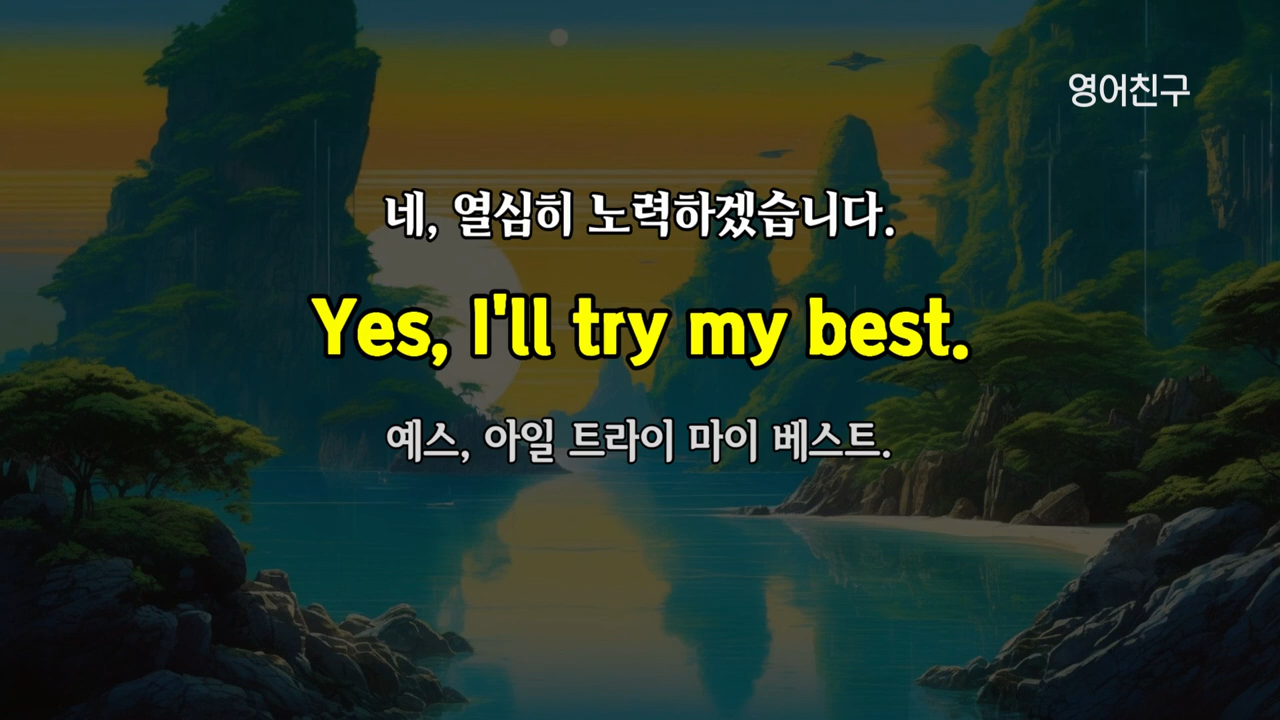 영어친구
네, 열심히 노력하겠습니다.
Yes, I'll try my best.
예스, 아일 트라이 마이 베스트.